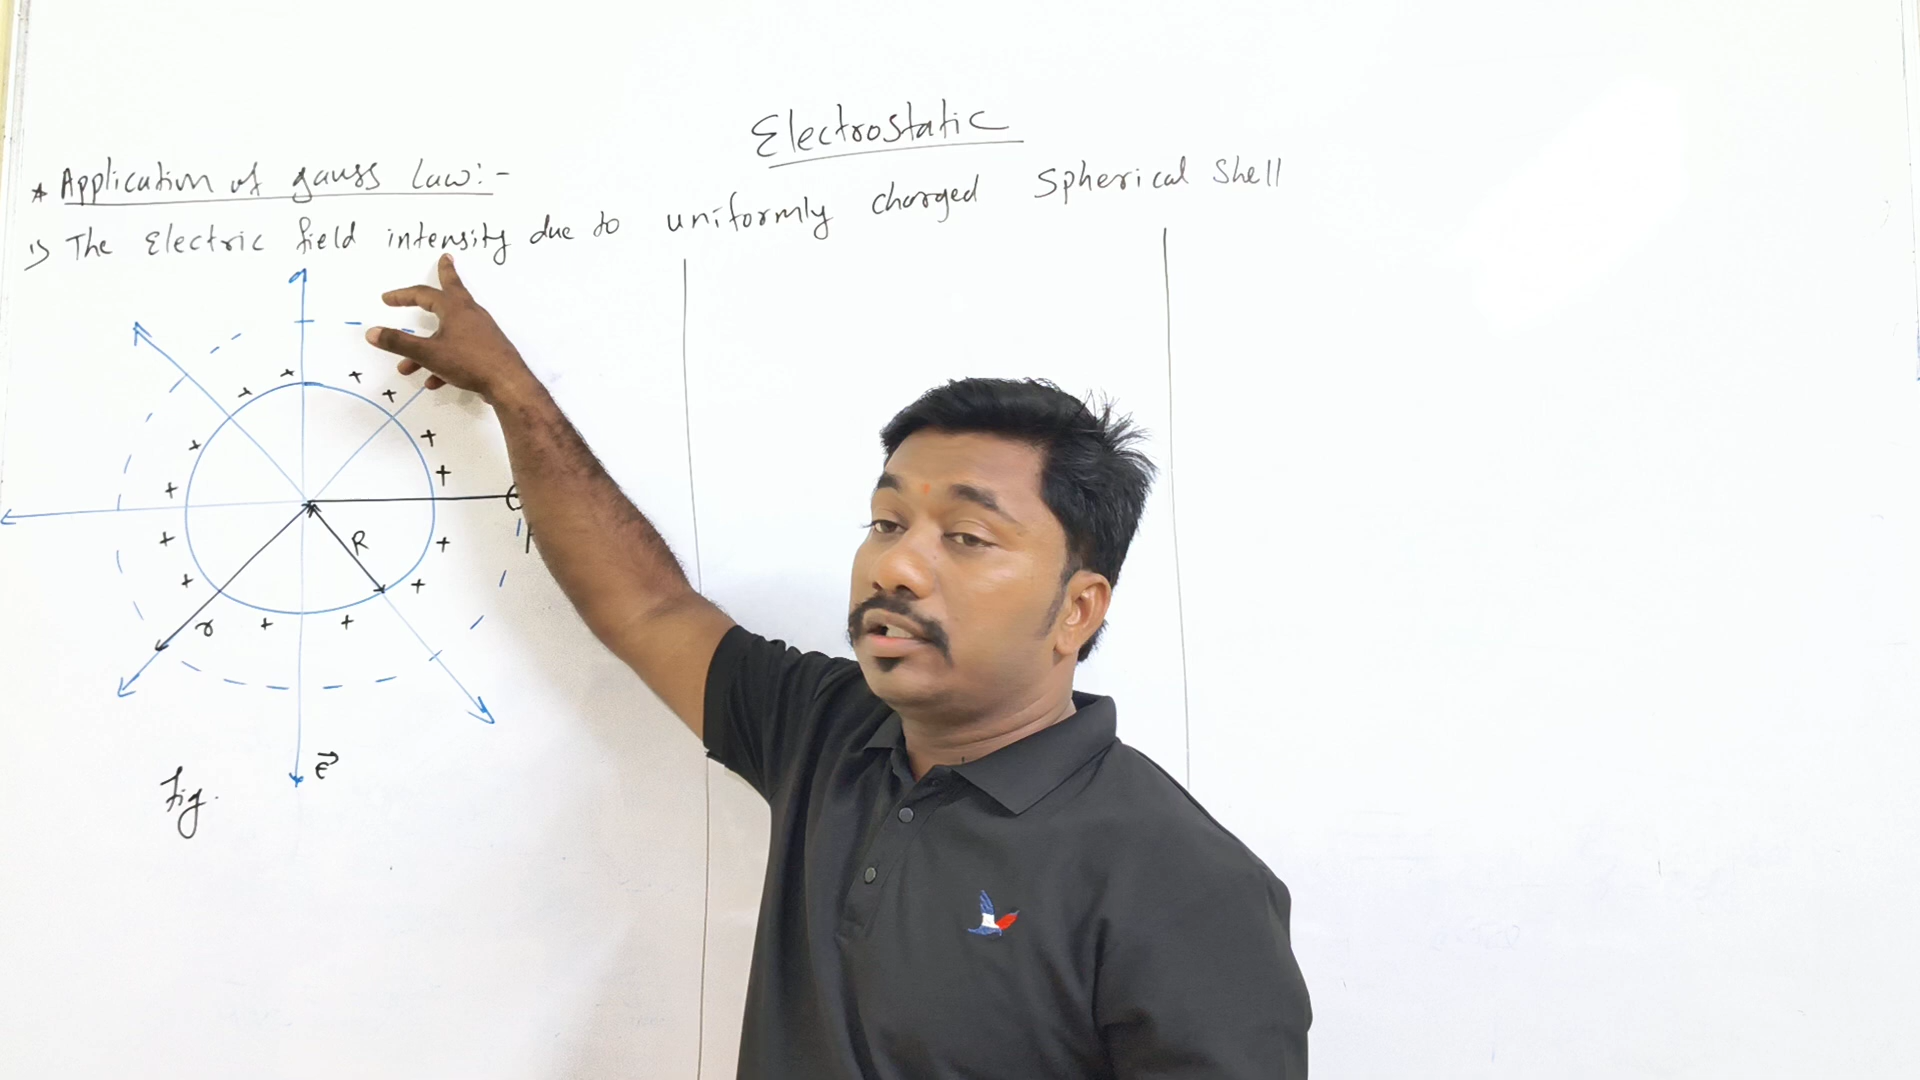 Electrostatic
* Application of gauss Law:-
1) The Electric field intensity due to uniformly charged Spherical Shell
R
r
E⃗
Fig.